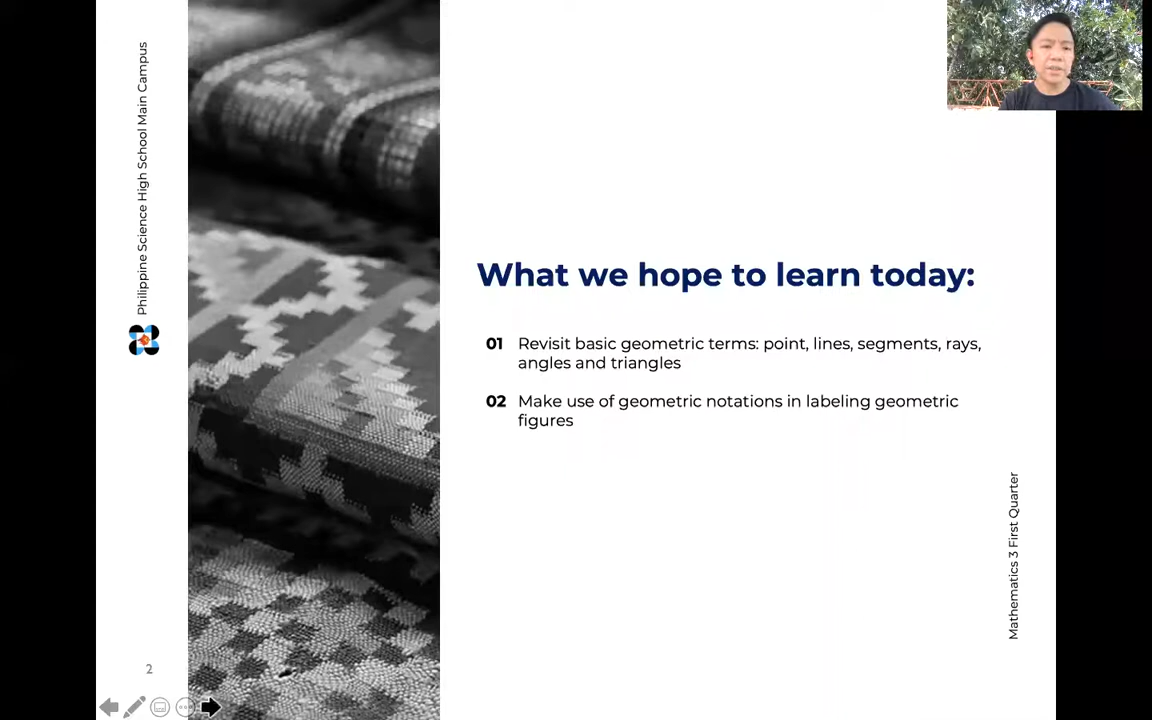 Philippine Science High School Main Campus
What we hope to learn today:
01 Revisit basic geometric terms: point, lines, segments, rays,
angles and triangles
02 Make use of geometric notations in labeling geometric
figures
Mathematics 3 First Quarter
2